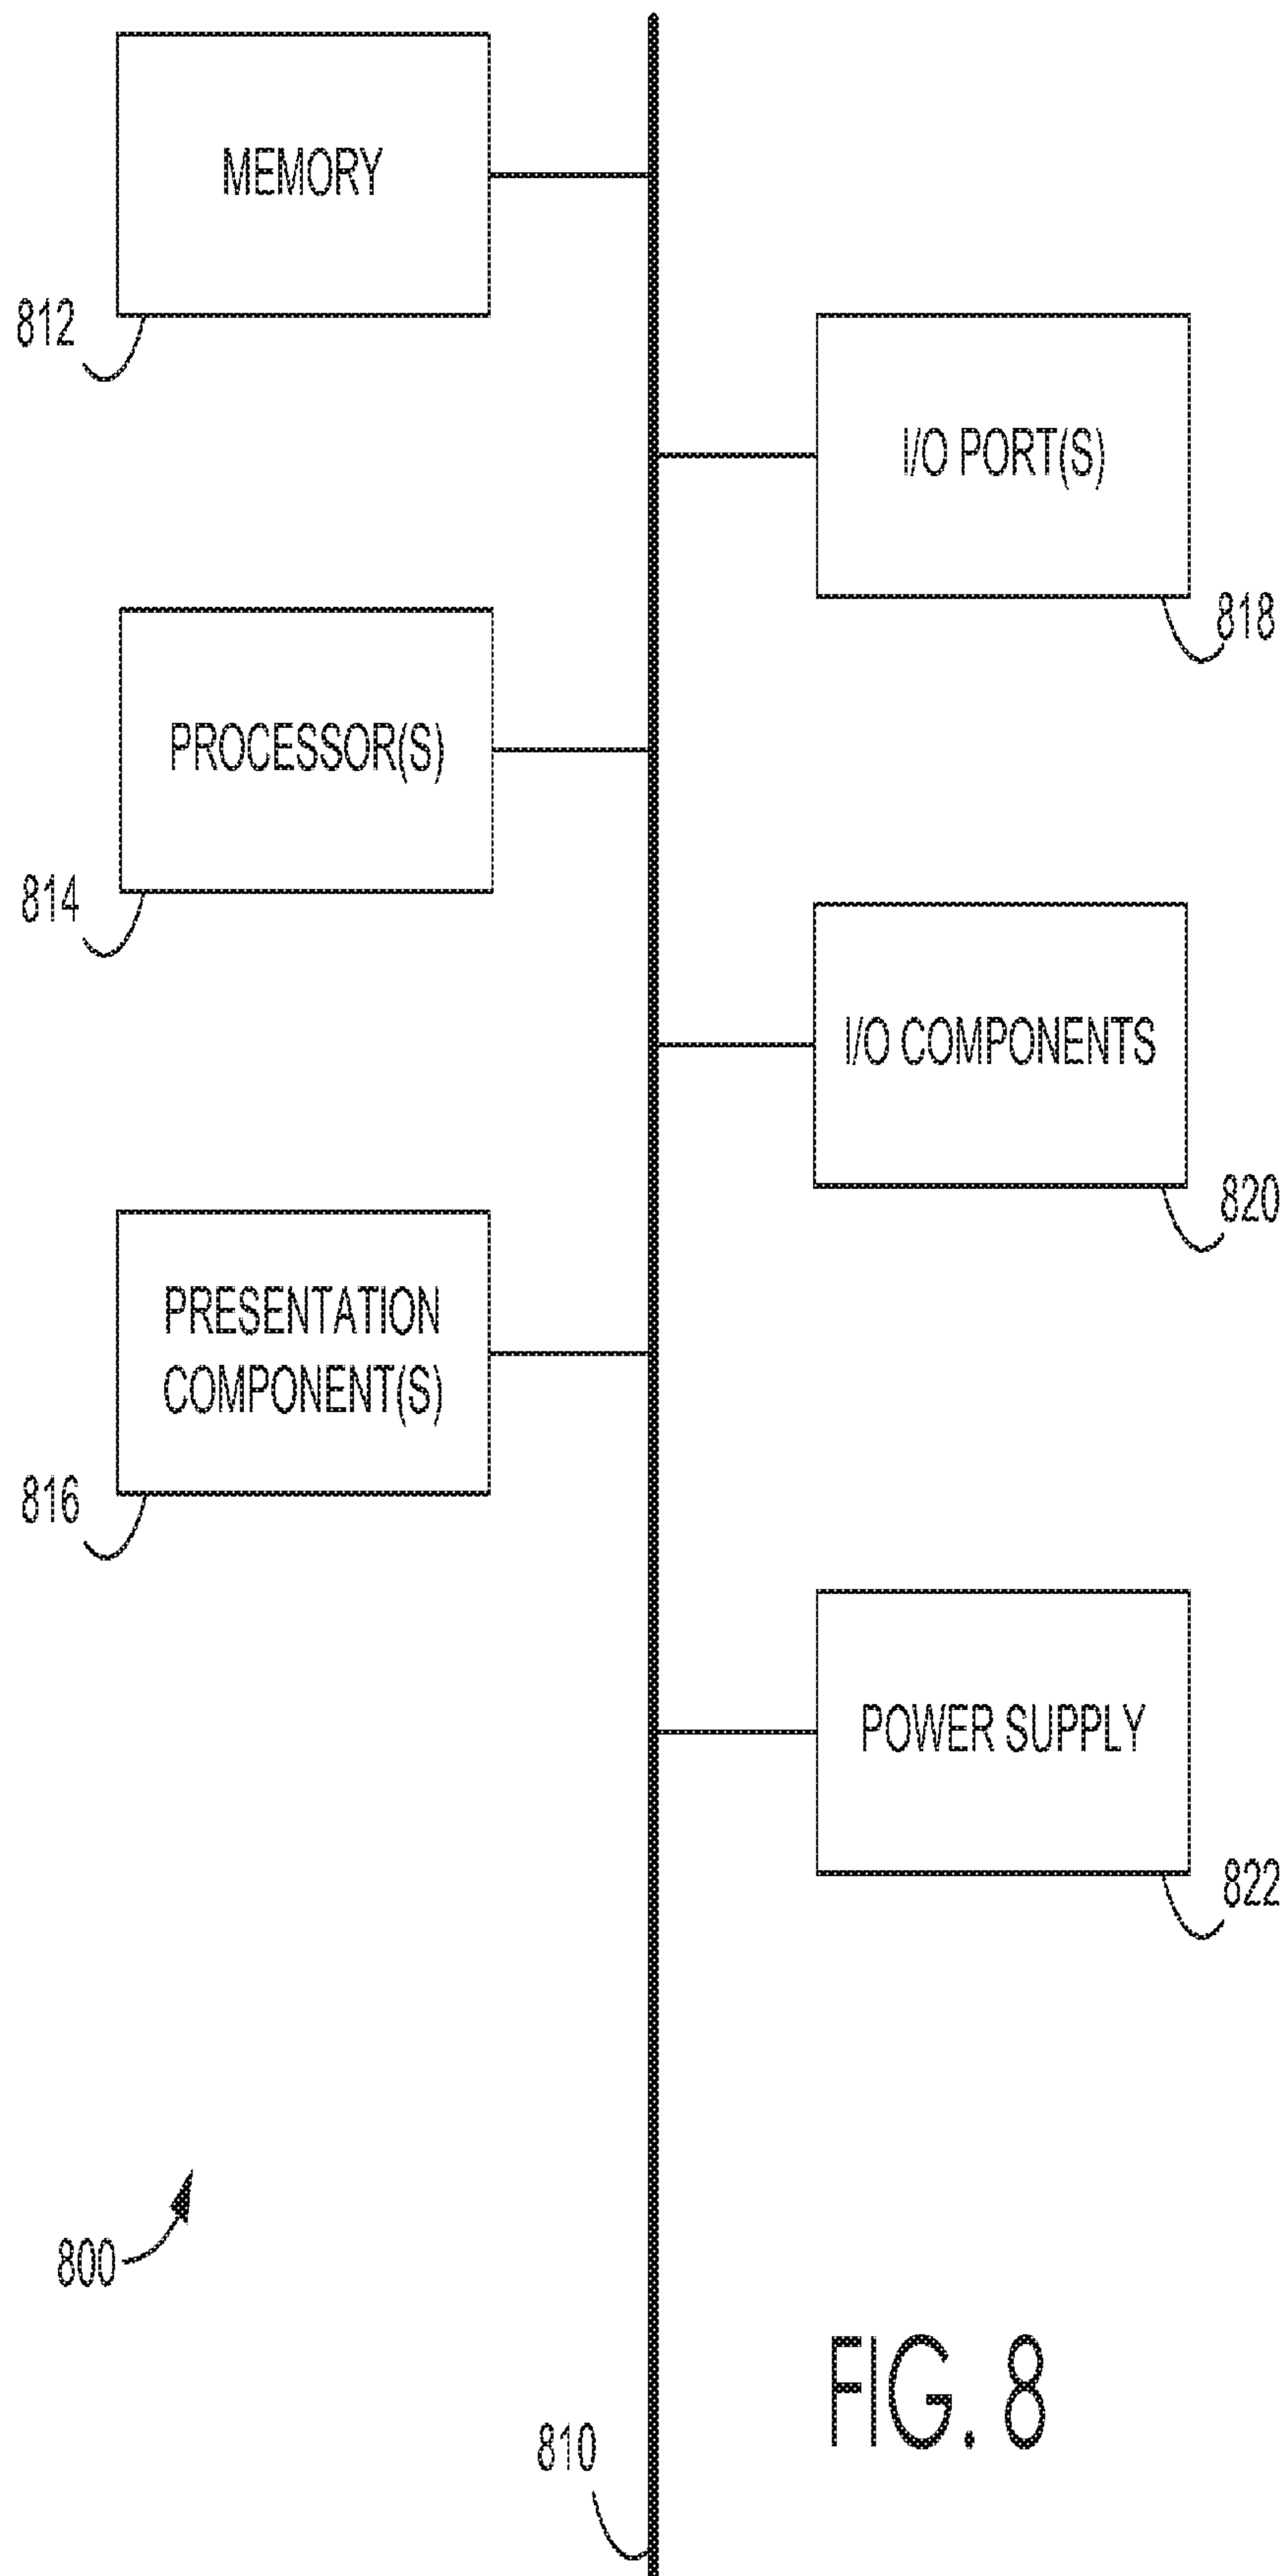 MEMORY
812
I/O PORT(S)
818
PROCESSOR(S)
814
I/O COMPONENTS
820
PRESENTATION
COMPONENT(S)
816
POWER SUPPLY
822
800
FIG. 8
810